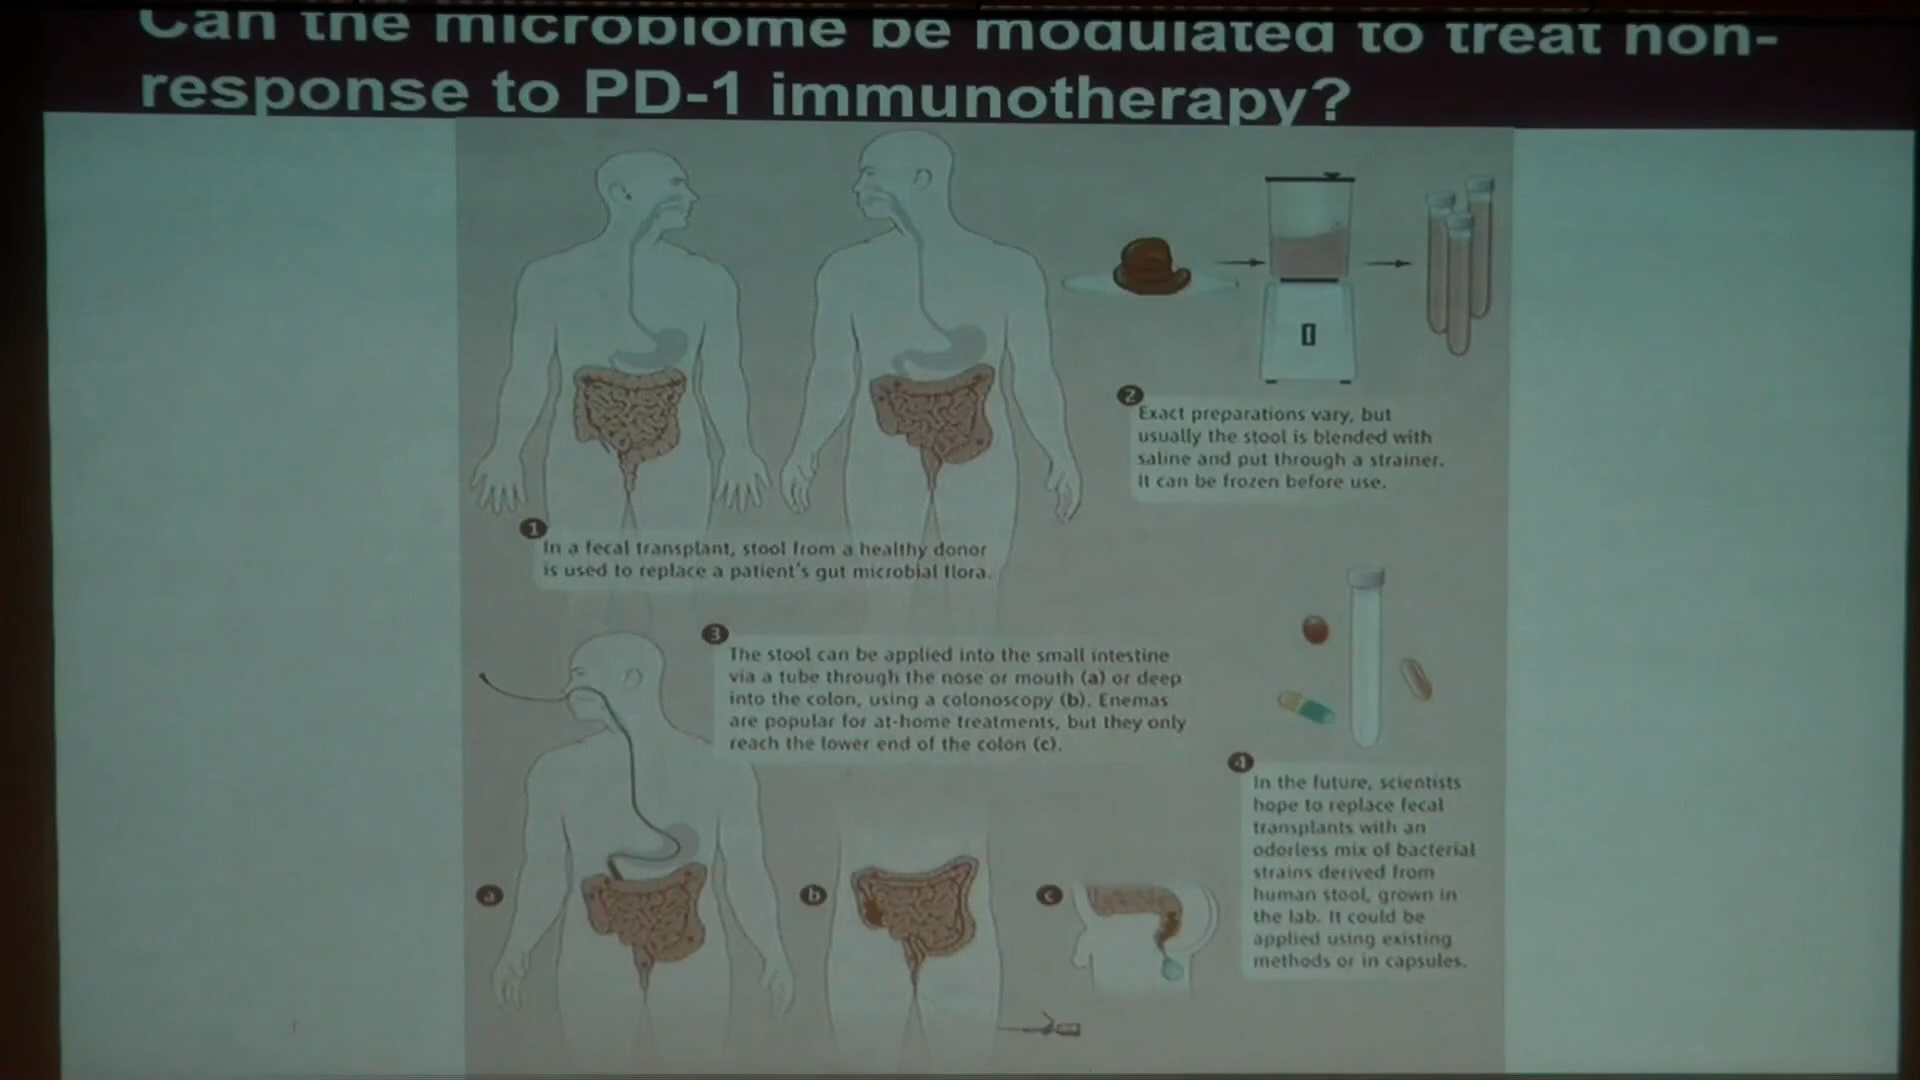 Can the microbiome be modulated to treat non-
response to PD-1 immunotherapy?
1
In a fecal transplant, stool from a healthy donor
is used to replace a patient's gut microbial flora.
2
Exact preparations vary, but
usually the stool is blended with
saline and put through a strainer.
It can be frozen before use.
3
The stool can be applied into the small intestine
via a tube through the nose or mouth (a) or deep
into the colon, using a colonoscopy (b). Enemas
are popular for at-home treatments, but they only
reach the lower end of the colon (c).
a
b
c
4
In the future, scientists
hope to replace fecal
transplants with an
odorless mix of bacterial
strains derived from
human stool, grown in
the lab. It could be
applied using existing
methods or in capsules.